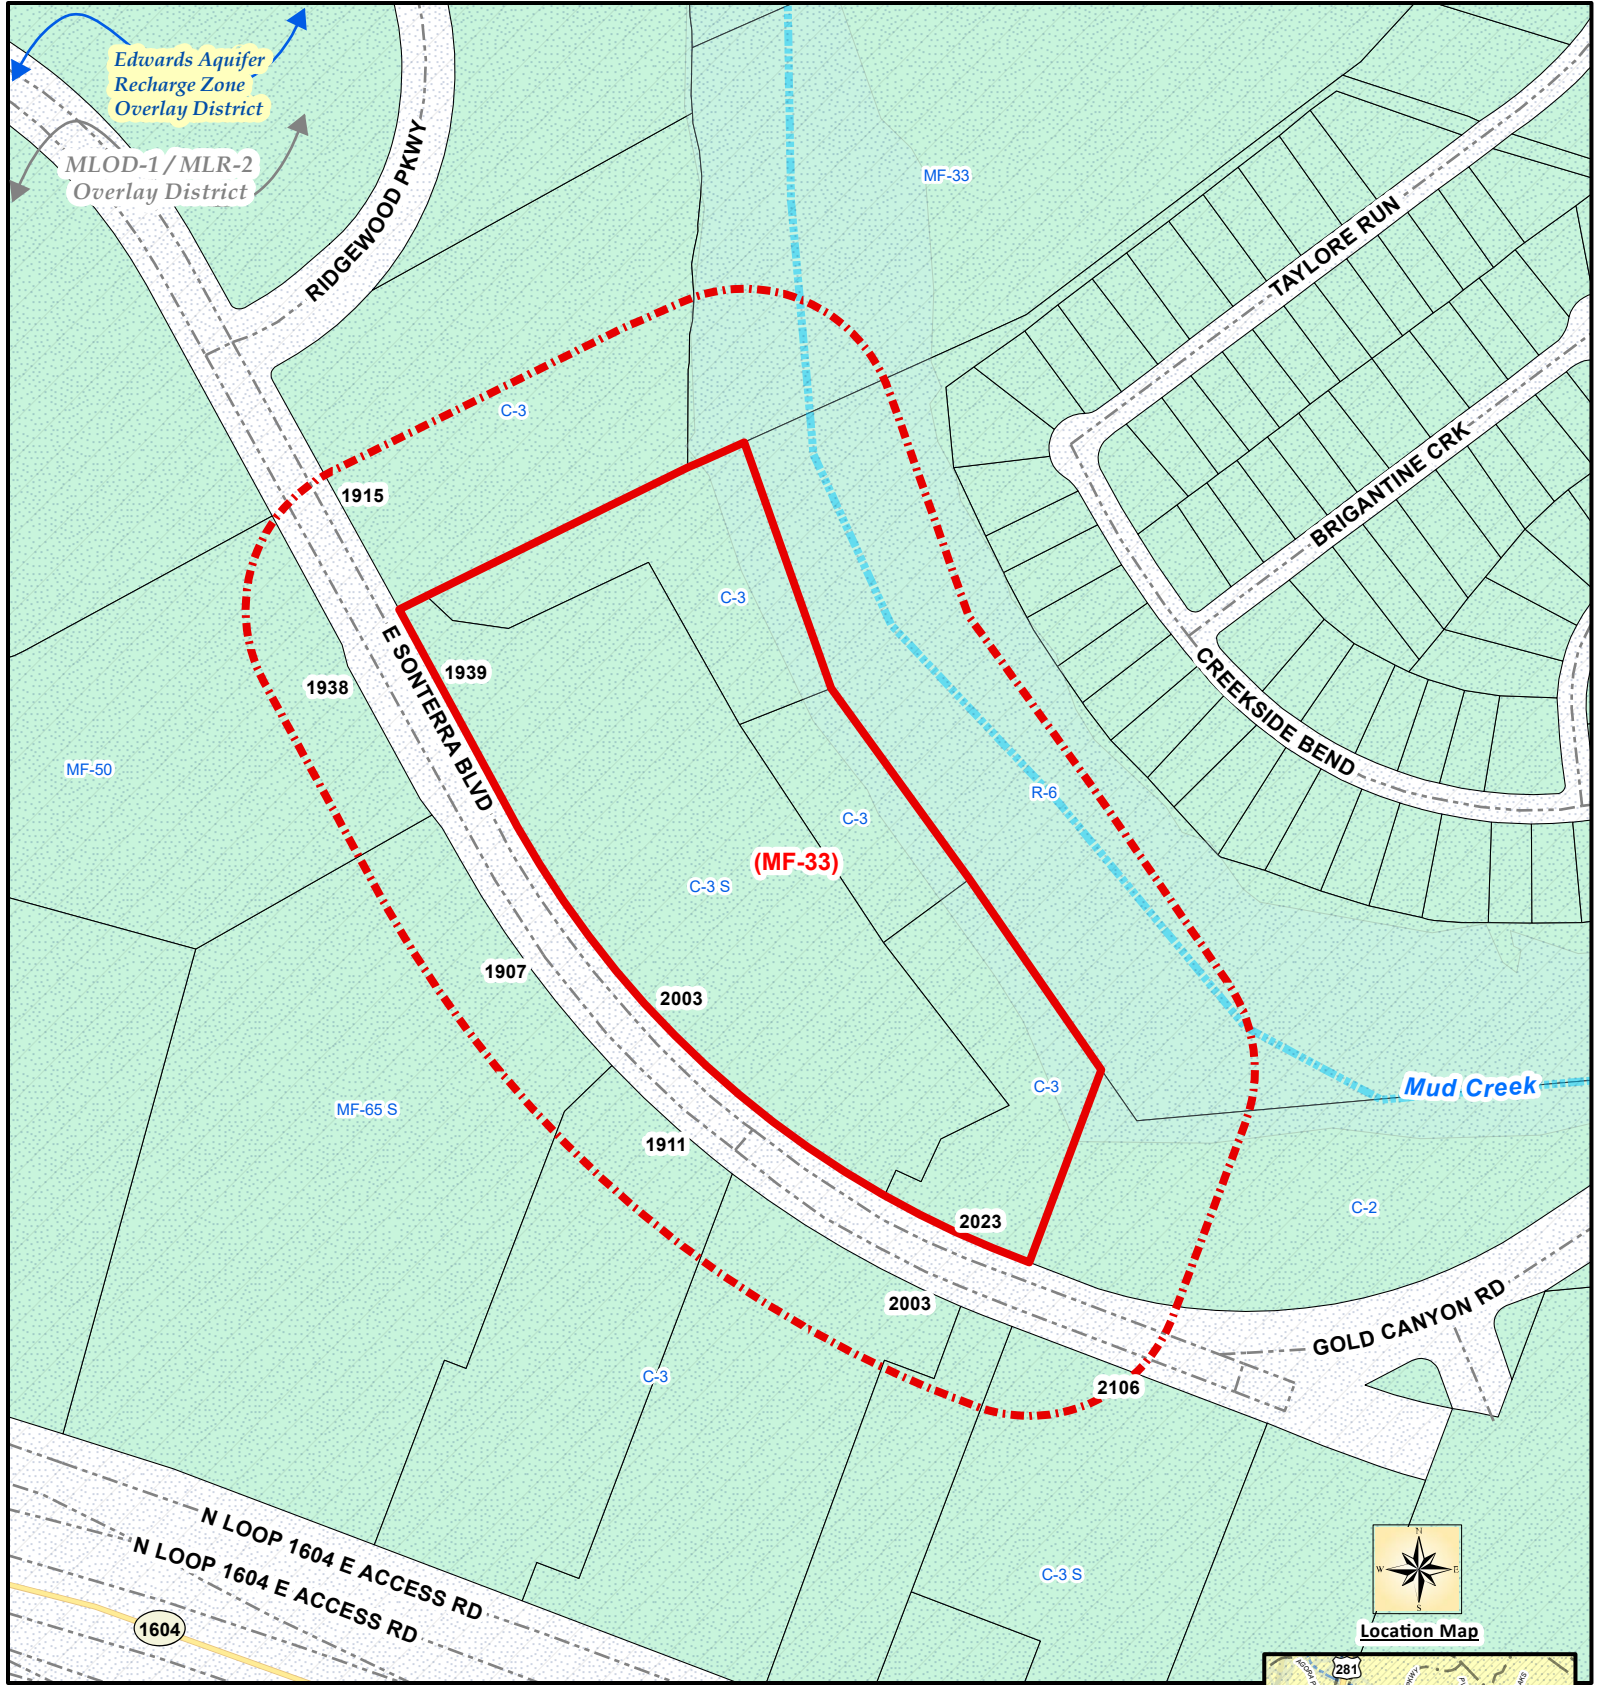 Edwards Aquifer
Recharge Zone
Overlay District
MLOD-1 / MLR-2
Overlay District
RIDGEWOOD PKWY
MF-33
TAYLORE RUN
C-3
BRIGANTINE CRK
1915
C-3
E SONTERRA BLVD
1939
1938
CREEKSIDE BEND
MF-50
R-6
C-3
(MF-33)
C-3 S
1907
2003
C-3
Mud Creek
MF-65 S
1911
C-2
2023
2003
GOLD CANYON RD
C-3
2106
N LOOP 1604 E ACCESS RD
N LOOP 1604 E ACCESS RD
1604
C-3 S
N
W
E
S
Location Map
281
PKWY